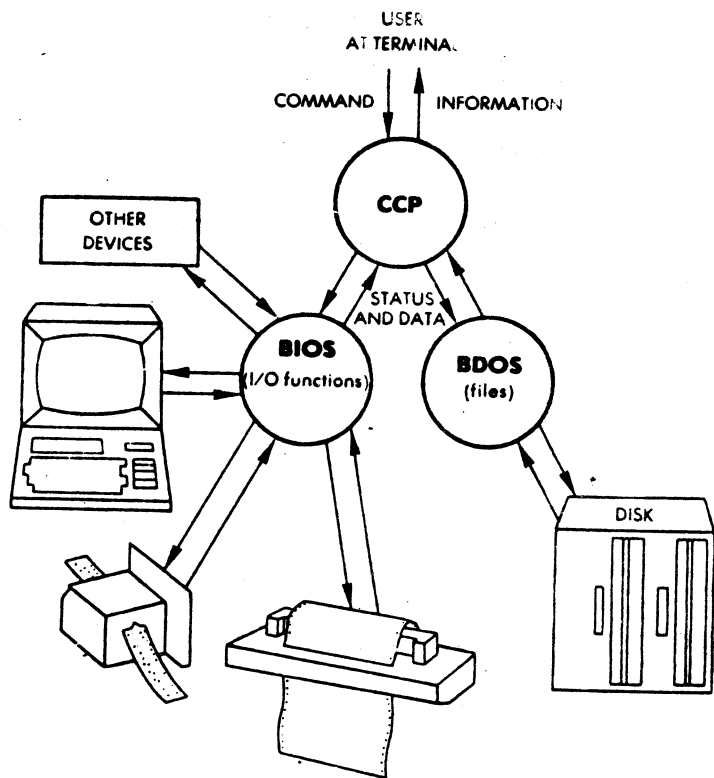 USER
AT TERMINAL
COMMAND
INFORMATION
CCP
OTHER
DEVICES
STATUS
AND DATA
BIOS
(I/O functions)
BDOS
(files)
DISK